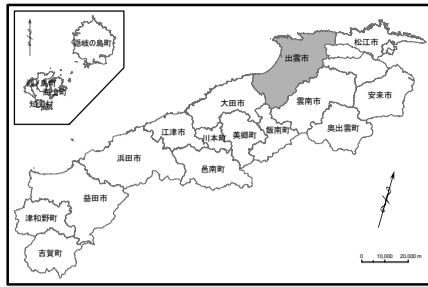 隠岐の島町
海士町
知夫村
松江市
出雲市
安来市
大田市
雲南市
奥出雲町
飯南町
美郷町
川本町
江津市
邑南町
浜田市
益田市
津和野町
吉賀町
0 10,000 20,000 m